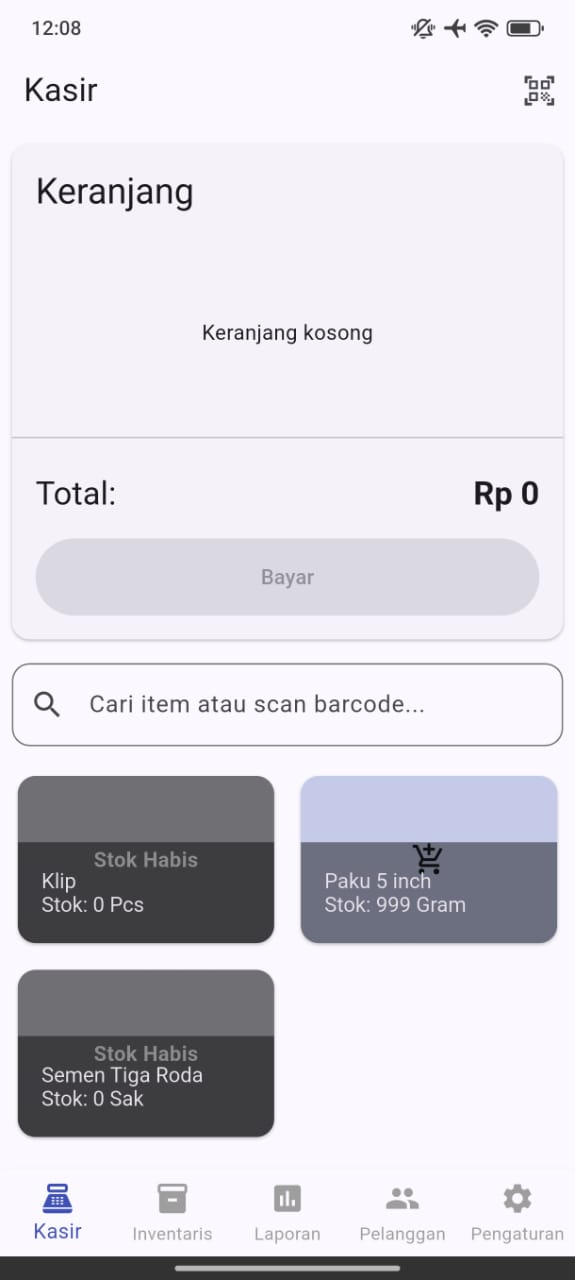 12:08
Kasir
Keranjang
Keranjang kosong
Total:
Rp 0
Bayar
Cari item atau scan barcode...
Stok Habis
Klip
Stok: 0 Pcs
Paku 5 inch
Stok: 999 Gram
Stok Habis
Semen Tiga Roda
Stok: 0 Sak
Kasir
Inventaris
Laporan
Pelanggan
Pengaturan